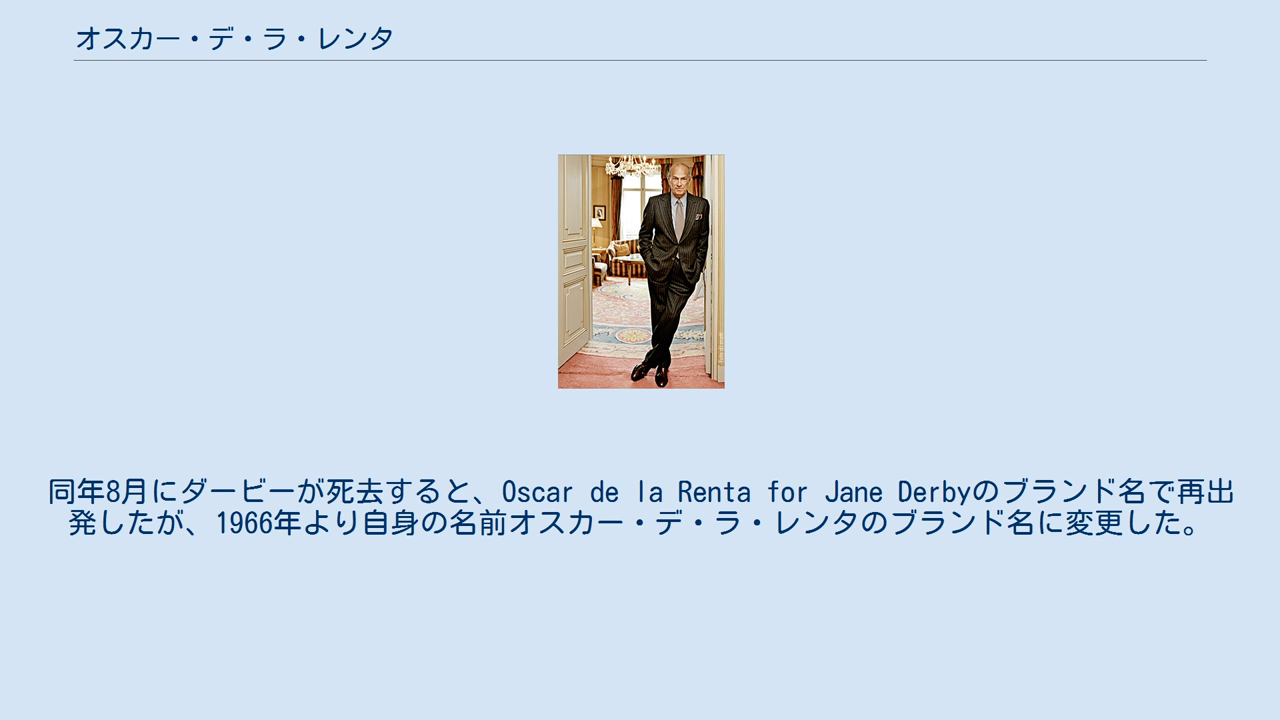 オスカー・デ・ラ・レンタ
同年8月にダービーが死去すると、Oscar de la Renta for Jane Derbyのブランド名で再出
発したが、1966年より自身の名前オスカー・デ・ラ・レンタのブランド名に変更した。